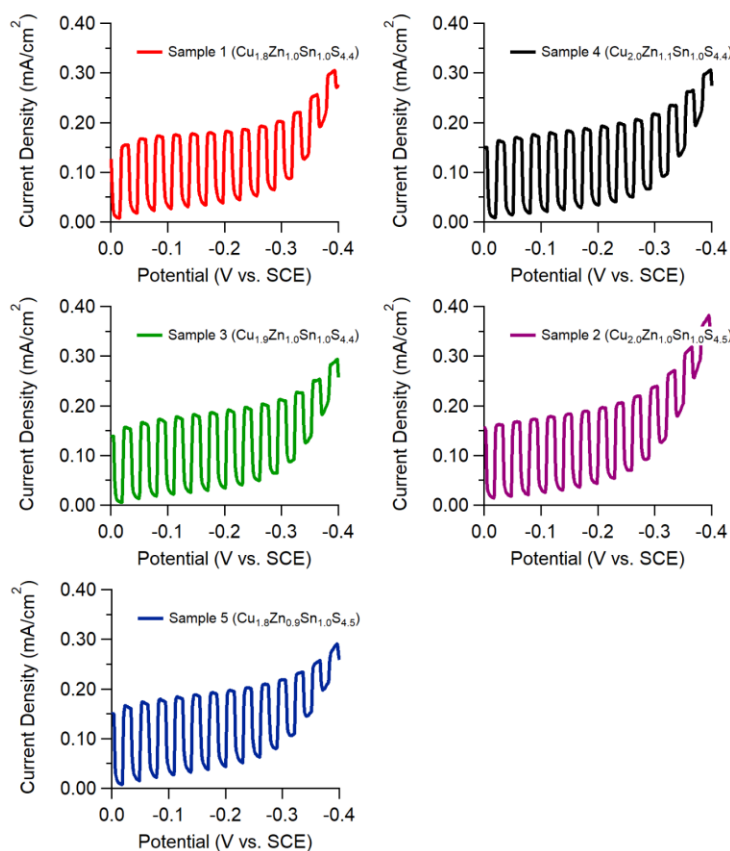 0.40
0.30
0.20
0.10
0.00
Current Density (mA/cm²)
Sample 1 (Cu₁.₈Zn₁.₀Sn₁.₀S₄.₄)
0.0 -0.1 -0.2 -0.3 -0.4
Potential (V vs. SCE)
0.40
0.30
0.20
0.10
0.00
Current Density (mA/cm²)
Sample 4 (Cu₂.₀Zn₁.₁Sn₁.₀S₄.₄)
0.0 -0.1 -0.2 -0.3 -0.4
Potential (V vs. SCE)
0.40
0.30
0.20
0.10
0.00
Current Density (mA/cm²)
Sample 3 (Cu₁.₉Zn₁.₀Sn₁.₀S₄.₄)
0.0 -0.1 -0.2 -0.3 -0.4
Potential (V vs. SCE)
0.40
0.30
0.20
0.10
0.00
Current Density (mA/cm²)
Sample 2 (Cu₂.₀Zn₁.₀Sn₁.₀S₄.₅)
0.0 -0.1 -0.2 -0.3 -0.4
Potential (V vs. SCE)
0.40
0.30
0.20
0.10
0.00
Current Density (mA/cm²)
Sample 5 (Cu₁.₈Zn₀.₉Sn₁.₀S₄.₅)
0.0 -0.1 -0.2 -0.3 -0.4
Potential (V vs. SCE)